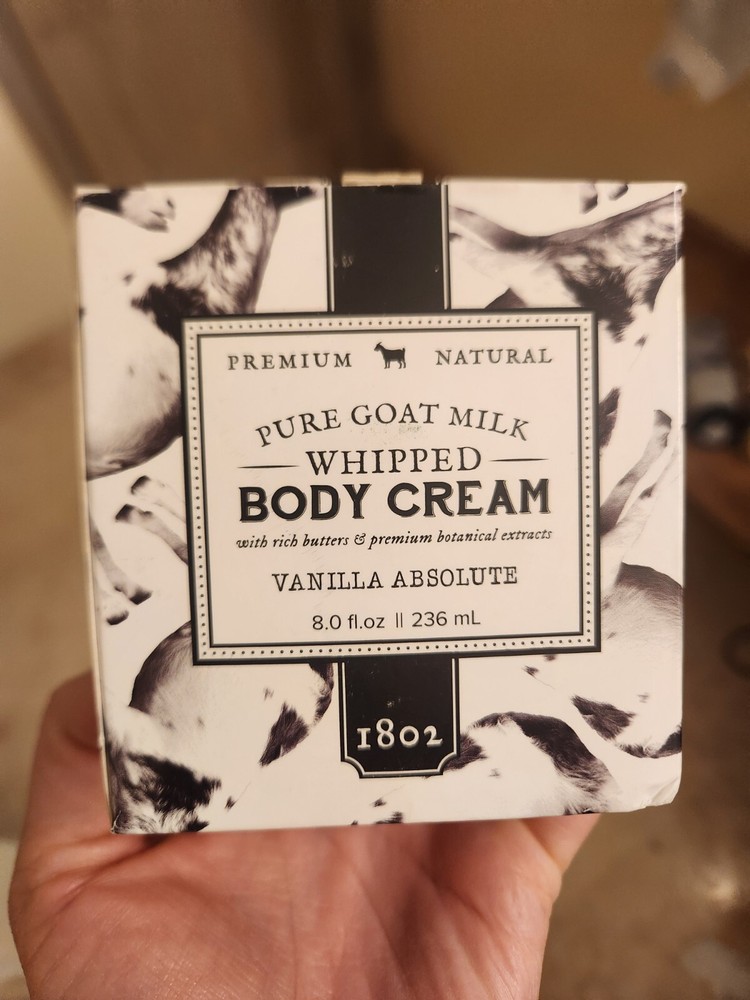 PREMIUM NATURAL
PURE GOAT MILK
WHIPPED
BODY CREAM
with rich butters & premium botanical extracts
VANILLA ABSOLUTE
8.0 fl.oz || 236 mL
1802